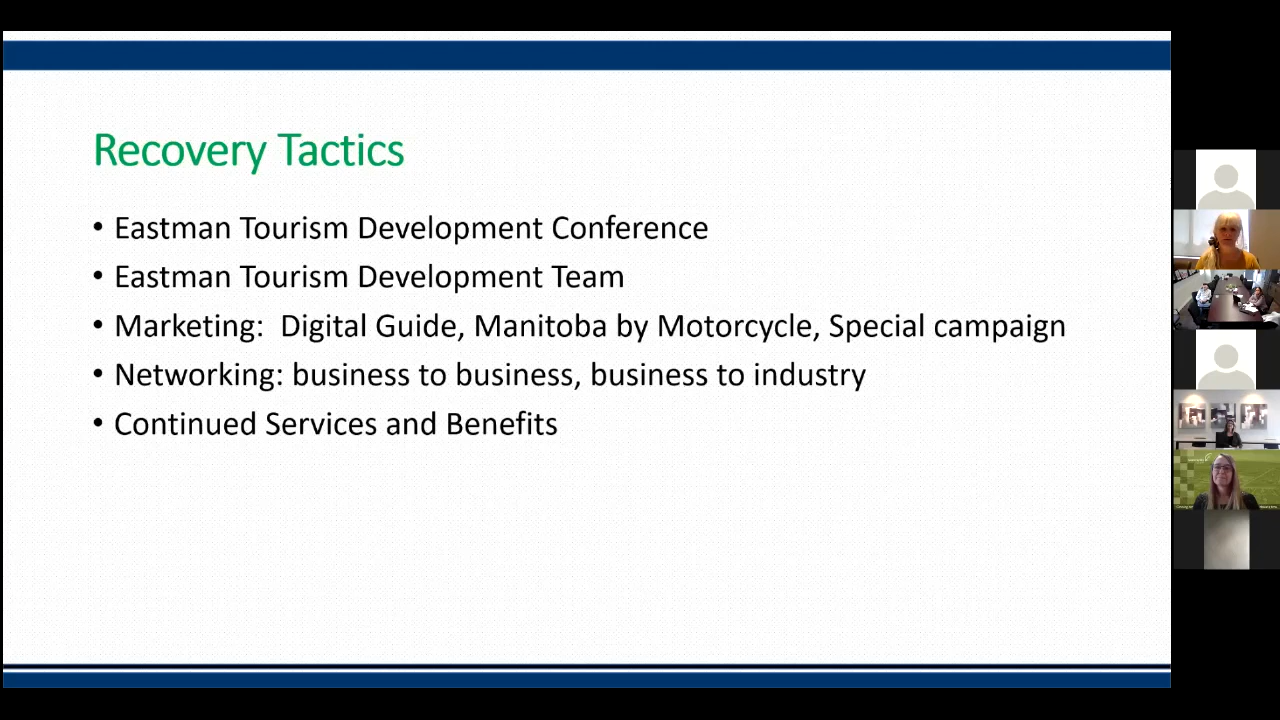 Recovery Tactics
• Eastman Tourism Development Conference
• Eastman Tourism Development Team
• Marketing:  Digital Guide, Manitoba by Motorcycle, Special campaign
• Networking: business to business, business to industry
• Continued Services and Benefits